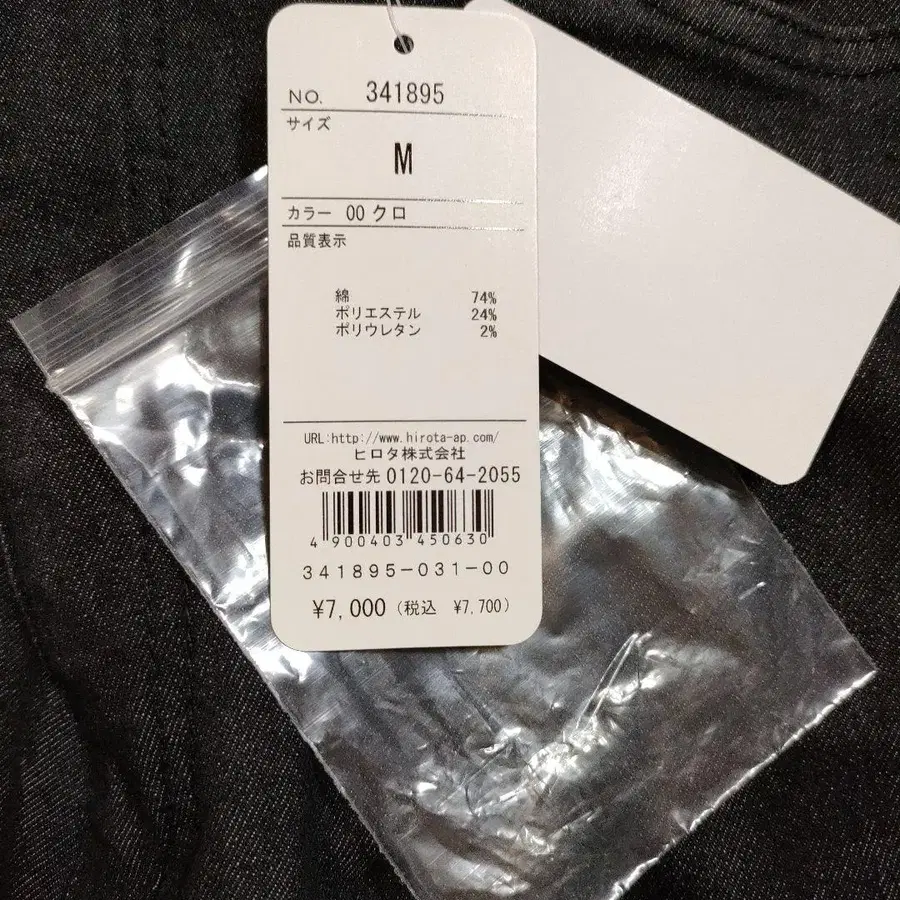 NO. 341895
サイズ
M
カラー 00 クロ
品質表示
綿 74%
ポリエステル 24%
ポリウレタン 2%
URL:http://www.hirota-ap.com/
ヒロタ株式会社
お問合せ先 0120-64-2055
4 900403 450630
341895-031-00
¥7,000 (税込 ¥7,700)